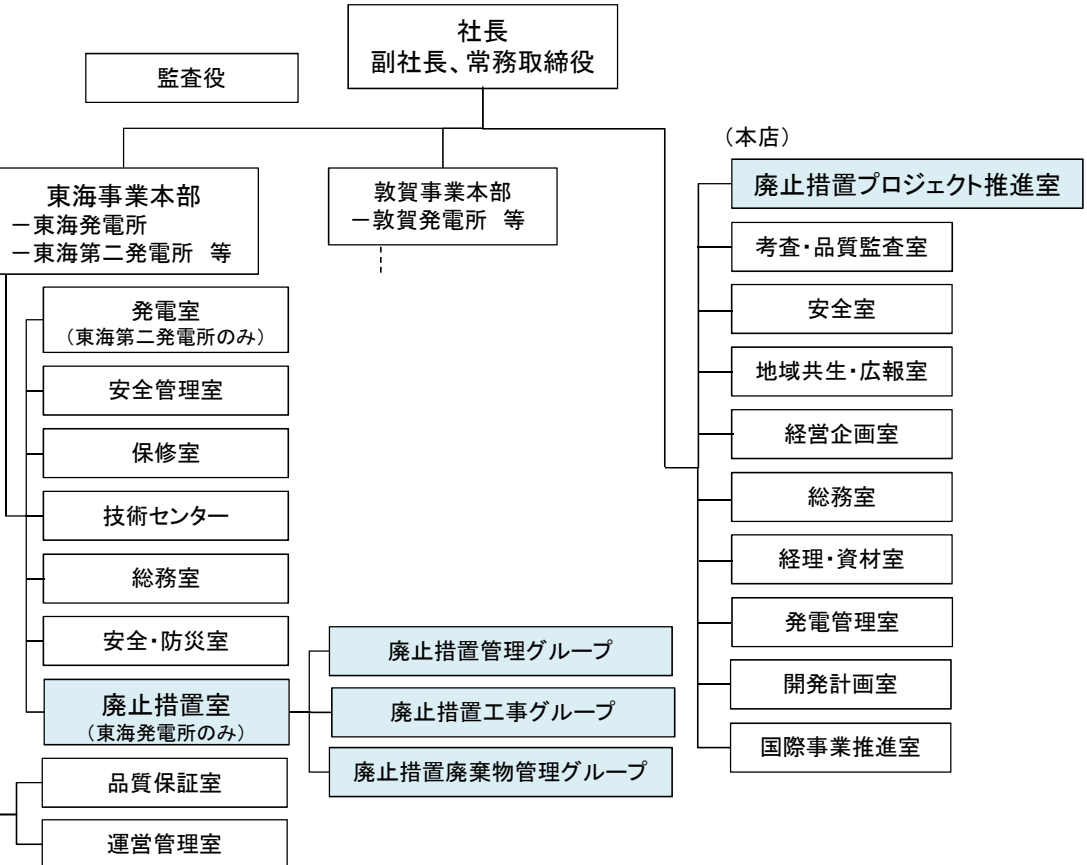 社長
副社長、常務取締役
監査役
東海事業本部
－東海発電所
－東海第二発電所 等
敦賀事業本部
－敦賀発電所 等
発電室
（東海第二発電所のみ）
安全管理室
保修室
技術センター
総務室
安全・防災室
廃止措置室
（東海発電所のみ）
品質保証室
運営管理室
廃止措置管理グループ
廃止措置工事グループ
廃止措置廃棄物管理グループ
（本店）
廃止措置プロジェクト推進室
考査・品質監査室
安全室
地域共生・広報室
経営企画室
総務室
経理・資材室
発電管理室
開発計画室
国際事業推進室